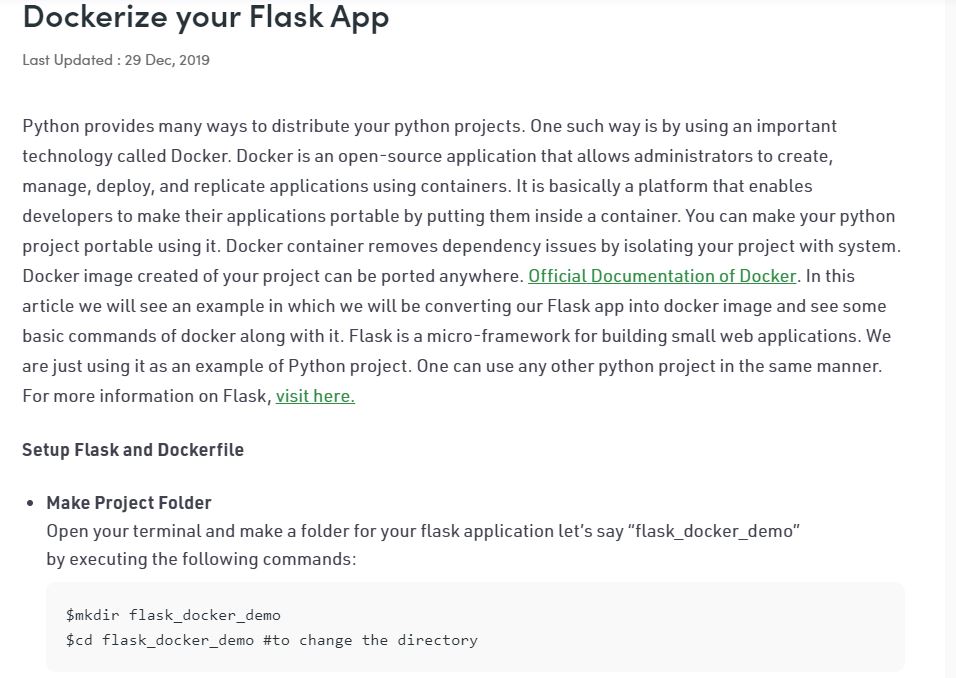 Dockerize your Flask App
Last Updated : 29 Dec, 2019
Python provides many ways to distribute your python projects. One such way is by using an important
technology called Docker. Docker is an open-source application that allows administrators to create,
manage, deploy, and replicate applications using containers. It is basically a platform that enables
developers to make their applications portable by putting them inside a container. You can make your python
project portable using it. Docker container removes dependency issues by isolating your project with system.
Docker image created of your project can be ported anywhere. Official Documentation of Docker. In this
article we will see an example in which we will be converting our Flask app into docker image and see some
basic commands of docker along with it. Flask is a micro-framework for building small web applications. We
are just using it as an example of Python project. One can use any other python project in the same manner.
For more information on Flask, visit here.
Setup Flask and Dockerfile
• Make Project Folder
Open your terminal and make a folder for your flask application let’s say “flask_docker_demo”
by executing the following commands:
$mkdir flask_docker_demo
$cd flask_docker_demo #to change the directory